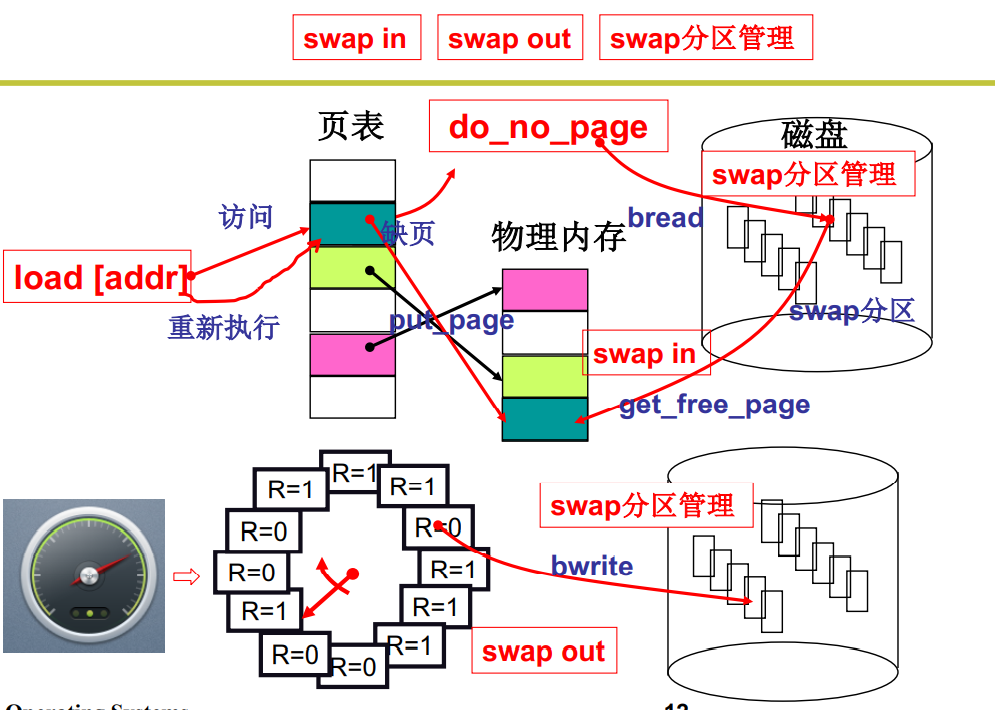 swap in
swap out
swap分区管理
页表
do_no_page
磁盘
swap分区管理
访问
缺页
bread
物理内存
load [addr]
重新执行
put_page
swap分区
swap in
get_free_page
R=1
R=1
R=1
R=0
R=0
R=0
R=1
R=1
R=1
R=0
R=0
R=1
swap分区管理
bwrite
swap out
Operating Systems
12